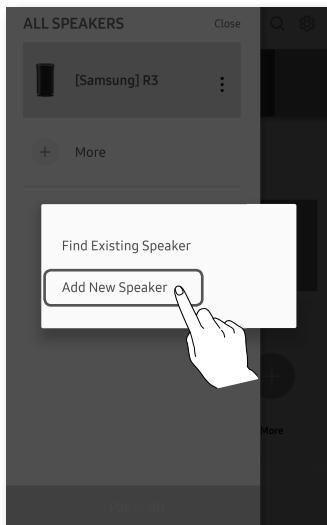 ALL SPEAKERS
Close
[Samsung] R3
More
Find Existing Speaker
Add New Speaker
More